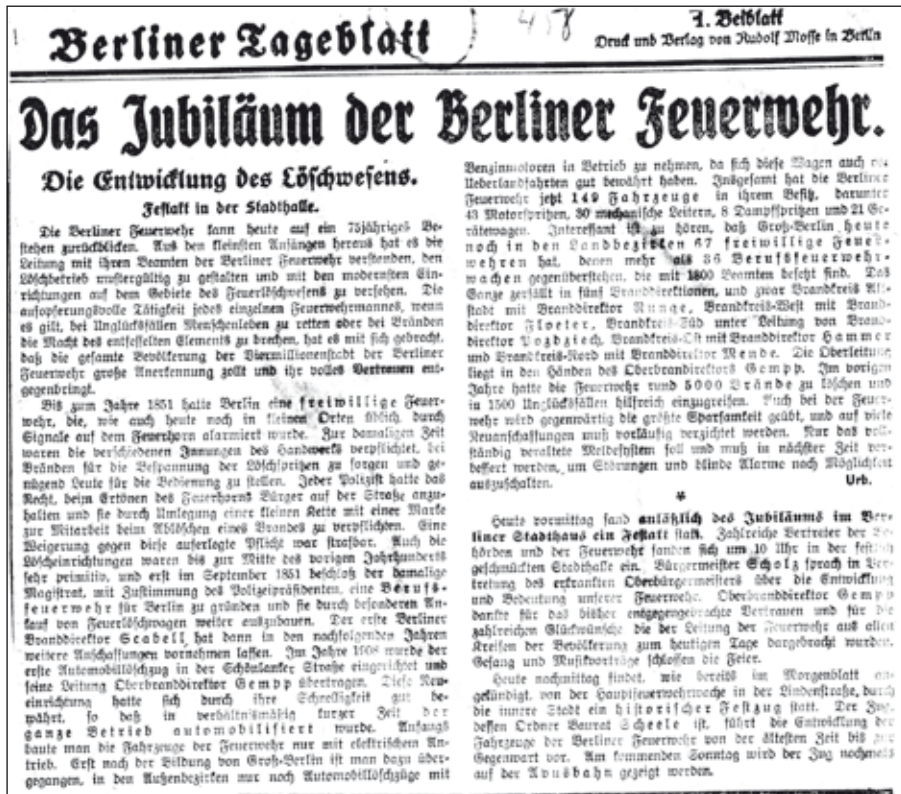 458
Berliner Tageblatt
1. Beiblatt
Druck und Verlag von Rudolf Mosse in Berlin
Das Jubiläum der Berliner Feuerwehr.
Die Entwicklung des Löschwesens.
Festakt in der Stadthalle.
Die Berliner Feuerwehr kann heute auf ein 75jähriges Be-
stehen zurückblicken. Aus den kleinsten Anfängen heraus hat es die
Leitung mit ihren Beamten der Berliner Feuerwehr verstanden, den
Löschbetrieb mustergültig zu gestalten und mit den modernsten Ein-
richtungen auf dem Gebiete des Feuerlöschwesens zu versehen. Die
aufopferungsvolle Tätigkeit jedes einzelnen Feuerwehrmannes, wenn
es gilt, bei Unglücksfällen Menschenleben zu retten oder bei Bränden
die Macht des entfesselten Elements zu brechen, hat es mit sich gebracht,
daß die gesamte Bevölkerung der Viermillionenstadt der Berliner
Feuerwehr große Anerkennung zollt und ihr volles Vertrauen ent-
gegenbringt.
Bis zum Jahre 1851 hatte Berlin eine freiwillige Feuer-
wehr, die, wie auch heute noch in kleinen Orten üblich, durch
Signale auf dem Feuerhorn alarmiert wurde. Zur damaligen Zeit
waren die verschiedenen Innungen des Handwerks verpflichtet, bei
Bränden für die Bespannung der Löschspritzen zu sorgen und ge-
nügend Leute für die Bedienung zu stellen. Jeder Polizist hatte das
Recht, beim Ertönen des Feuerhorns Bürger auf der Straße anzu-
halten und sie durch Umlegung einer kleinen Kette mit einer Marke
zur Mitarbeit beim Ablöschen eines Brandes zu verpflichten. Eine
Weigerung gegen diese auferlegte Pflicht war strafbar. Auch die
Löscheinrichtungen waren bis zur Mitte des vorigen Jahrhunderts
sehr primitiv, und erst im September 1851 beschloß der damalige
Magistrat, mit Zustimmung des Polizeipräsidenten, eine Berufs-
feuerwehr für Berlin zu gründen und sie durch besonderen An-
kauf von Feuerlöschwagen weiter auszubauen. Der erste Berliner
Branddirektor Scabell hat dann in den nachfolgenden Jahren
weitere Anschaffungen vornehmen lassen. Im Jahre 1908 wurde der
erste Automobillöschzug in der Schönlanker Straße eingerichtet und
seine Leitung Oberbranddirektor Gempp übertragen. Diese Neu-
einrichtung hatte sich durch ihre Schnelligkeit gut be-
währt, so daß in verhältnismäßig kurzer Zeit der
ganze Betrieb automobilisiert wurde. Anfangs
baute man die Fahrzeuge der Feuerwehr nur mit elektrischem An-
trieb. Erst nach der Bildung von Groß-Berlin ist man dazu über-
gegangen, in den Außenbezirken nur noch Automobillöschzüge mit
Benzinmotoren in Betrieb zu nehmen, da sich diese Wagen auch
Ueberlandfahrten gut bewährt haben. Insgesamt hat die Berliner
Feuerwehr jetzt 149 Fahrzeuge in ihrem Besitz, darunter
43 Motorspritzen, 30 mechanische Leitern, 8 Dampfspritzen und 21 Ge-
rätewagen. Interessant ist zu hören, daß Groß-Berlin heute
noch in den Landbezirken 67 freiwillige Feuer-
wehren hat, denen mehr als 36 Berufsfeuerwehr-
wachen gegenüberstehen, die mit 1800 Beamten besetzt sind. Das
Ganze zerfällt in fünf Branddirektionen, und zwar Brandkreis Alt-
stadt mit Branddirektor Runge, Brandkreis-West mit Brand-
direktor Floeter, Brandkreis-Süd unter Leitung von Brand-
direktor Pozdziech, Brandkreis-Ost mit Branddirektor Hammer
und Brandkreis-Nord mit Branddirektor Mende. Die Oberleitung
liegt in den Händen des Oberbranddirektors Gempp. Im vorigen
Jahre hatte die Feuerwehr rund 5000 Brände zu löschen und
in 1500 Unglücksfällen hilfreich einzugreifen. Auch bei der Feuer-
wehr wird gegenwärtig die größte Sparsamkeit geübt, und auf viele
Neuanschaffungen muß vorläufig verzichtet werden. Nur das voll-
ständig veraltete Meldesystem soll und muß in nächster Zeit ver-
bessert werden, um Störungen und blinde Alarme nach Möglichkeit
auszuschalten. Urb.
*
Heute vormittag fand anläßlich des Jubiläums im Ber-
liner Stadthaus ein Festakt statt. Zahlreiche Vertreter der Be-
hörden und der Feuerwehr fanden sich um 10 Uhr in der festlich
geschmückten Stadthalle ein. Bürgermeister Scholz sprach in Ver-
tretung des erkrankten Oberbürgermeisters über die Entwicklung
und Bedeutung unserer Feuerwehr. Oberbranddirektor Gempp
dankte für das bisher entgegengebrachte Vertrauen und für die
zahlreichen Glückwünsche die der Leitung der Feuerwehr aus allen
Kreisen der Bevölkerung zum heutigen Tage dargebracht wurden.
Gesang und Musikvorträge schlossen die Feier.
Heute nachmittag findet, wie bereits im Morgenblatt an-
gekündigt, von der Hauptfeuerwehrwache in der Lindenstraße, durch
die innere Stadt ein historischer Festzug statt. Der Zug,
dessen Ordner Baurat Scheele ist, führt die Entwicklung der
Fahrzeuge der Berliner Feuerwehr von der ältesten Zeit bis zur
Gegenwart vor. Am kommenden Sonntag wird der Zug nochmals
auf der Avusbahn gezeigt werden.